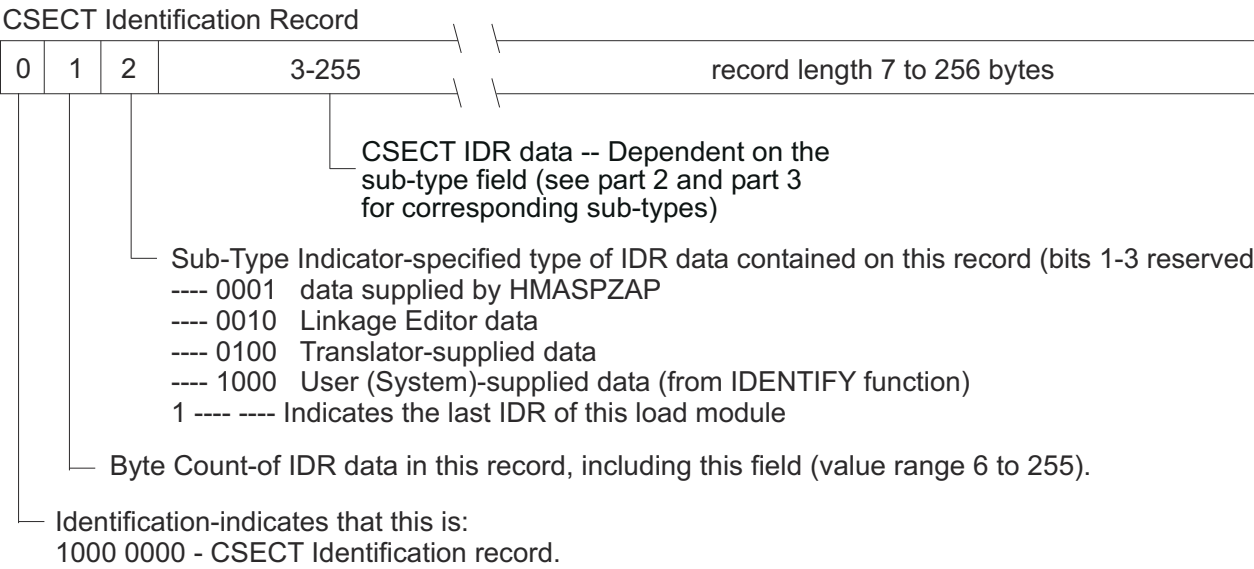 CSECT Identification Record
0 1 2 3-255 record length 7 to 256 bytes
CSECT IDR data -- Dependent on the
sub-type field (see part 2 and part 3
for corresponding sub-types)
Sub-Type Indicator-specified type of IDR data contained on this record (bits 1-3 reserved
---- 0001 data supplied by HMASPZAP
---- 0010 Linkage Editor data
---- 0100 Translator-supplied data
---- 1000 User (System)-supplied data (from IDENTIFY function)
1 ---- ---- Indicates the last IDR of this load module
Byte Count-of IDR data in this record, including this field (value range 6 to 255).
Identification-indicates that this is:
1000 0000 - CSECT Identification record.